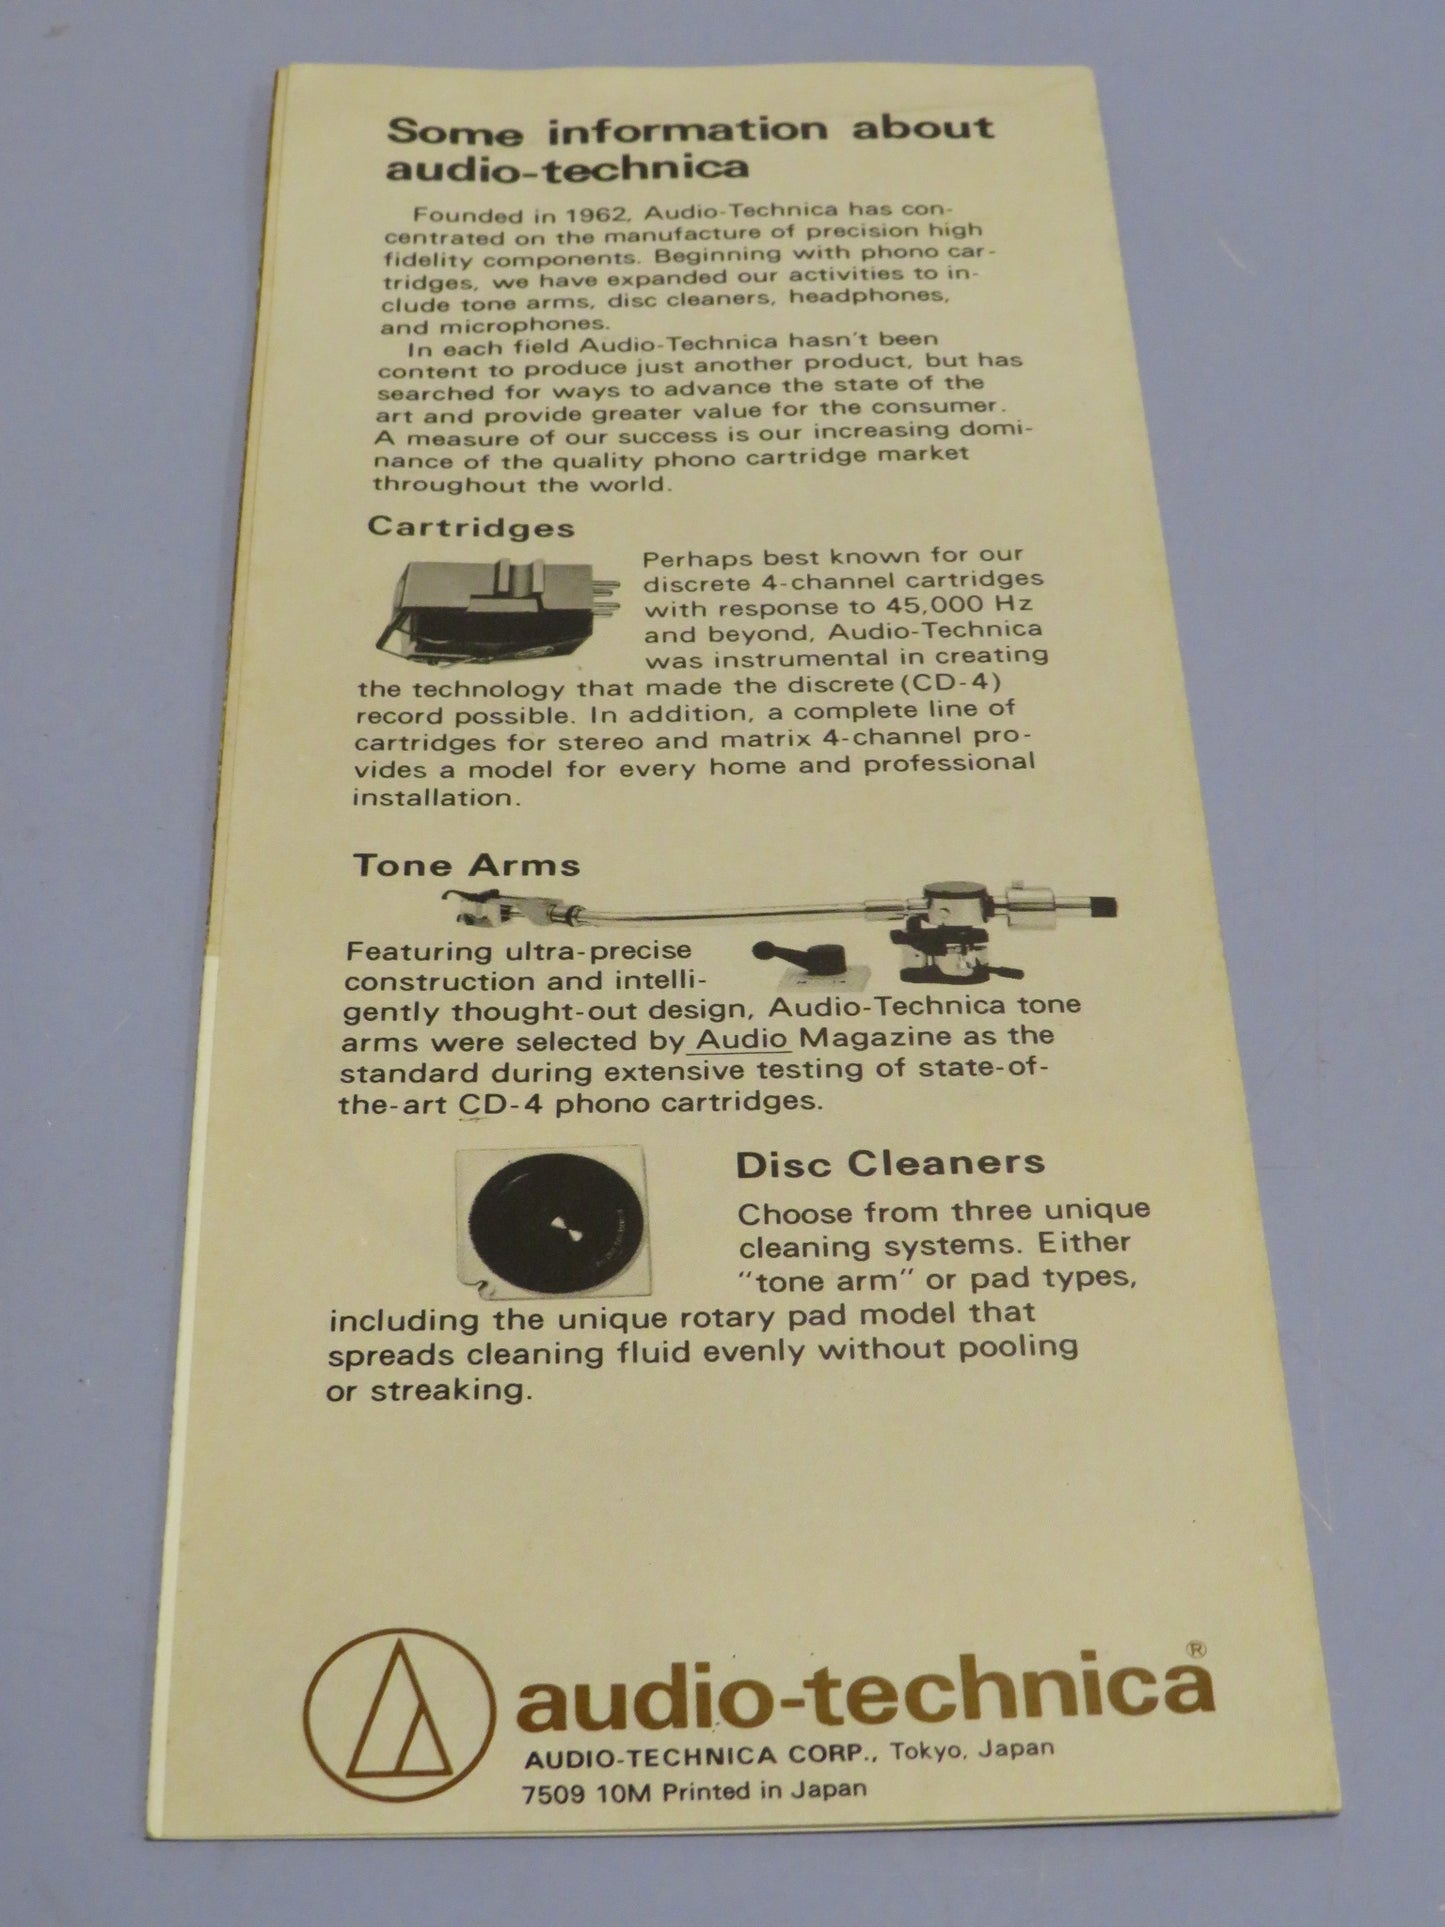 Some information about
audio-technica
Founded in 1962, Audio-Technica has con-
centrated on the manufacture of precision high
fidelity components. Beginning with phono car-
tridges, we have expanded our activities to in-
clude tone arms, disc cleaners, headphones,
and microphones.
In each field Audio-Technica hasn't been
content to produce just another product, but has
searched for ways to advance the state of the
art and provide greater value for the consumer.
A measure of our success is our increasing domi-
nance of the quality phono cartridge market
throughout the world.
Cartridges
Perhaps best known for our
discrete 4-channel cartridges
with response to 45,000 Hz
and beyond, Audio-Technica
was instrumental in creating
the technology that made the discrete (CD-4)
record possible. In addition, a complete line of
cartridges for stereo and matrix 4-channel pro-
vides a model for every home and professional
installation.
Tone Arms
Featuring ultra-precise
construction and intelli-
gently thought-out design, Audio-Technica tone
arms were selected by Audio Magazine as the
standard during extensive testing of state-of-
the-art CD-4 phono cartridges.
Disc Cleaners
Choose from three unique
cleaning systems. Either
"tone arm" or pad types,
including the unique rotary pad model that
spreads cleaning fluid evenly without pooling
or streaking.
audio-technica®
AUDIO-TECHNICA CORP., Tokyo, Japan
7509 10M Printed in Japan